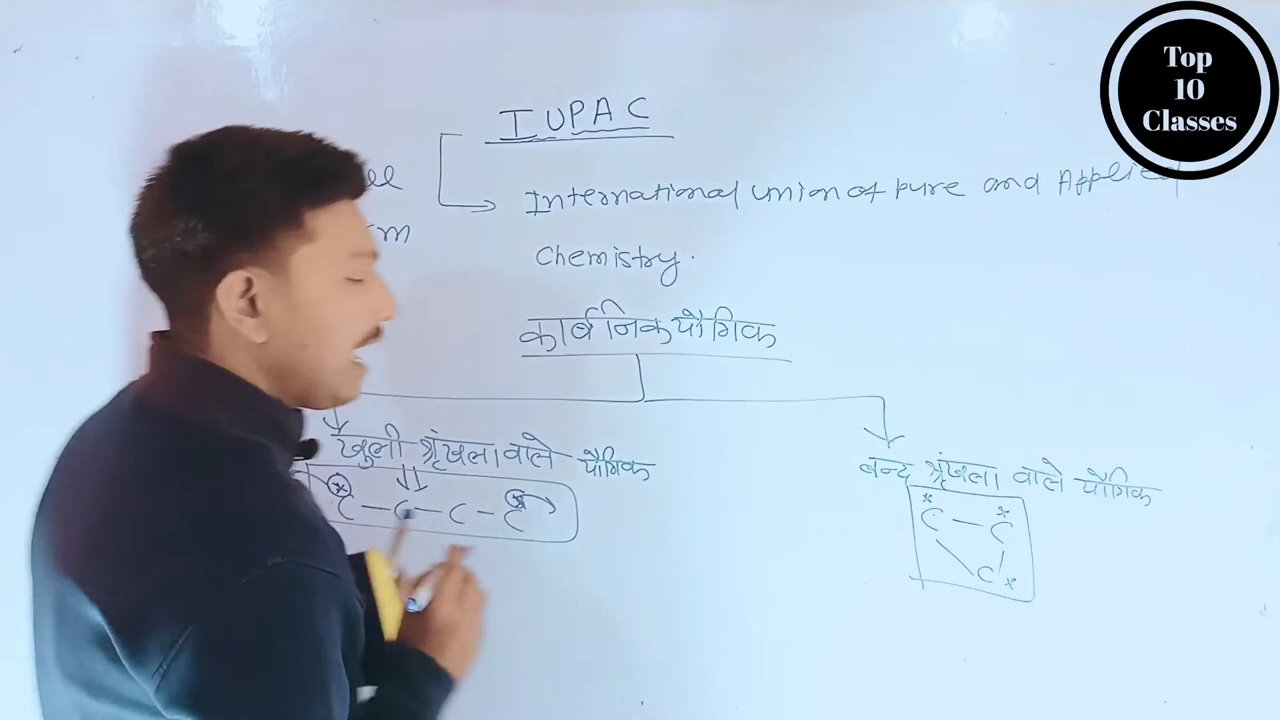 Top
10
Classes
IUPAC
International union of pure and Applied
Chemistry.
कार्बनिक यौगिक
खुली श्रृंखला वाले यौगिक
C – C – C – C
बन्द श्रृंखला वाले यौगिक
C – C
C